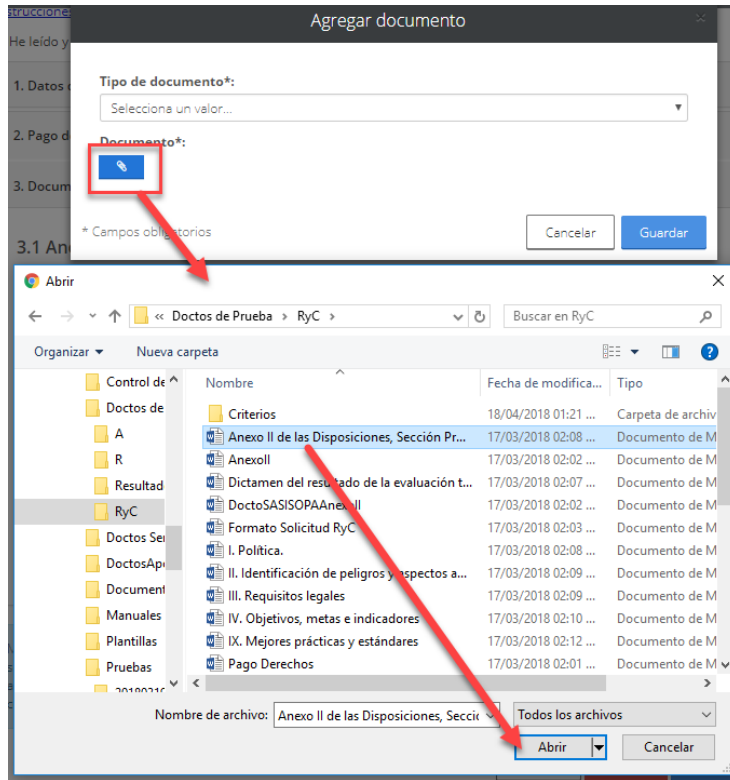 strucciones
Agregar documento
He leído y
1. Datos
Tipo de documento*:
Selecciona un valor...
2. Pago d
Documento*:
3. Docum
* Campos obligatorios
Cancelar
Guardar
3.1 An
Abrir
« Doctos de Prueba > RyC >
Buscar en RyC
Organizar
Nueva carpeta
Control de
Nombre
Fecha de modifica...
Tipo
Doctos de
Criterios
18/04/2018 01:21 ...
Carpeta de archiv
A
Anexo II de las Disposiciones, Sección Pr...
17/03/2018 02:08 ...
Documento de M
R
AnexoII
17/03/2018 02:02 ...
Documento de M
Resultad
Dictamen del resultado de la evaluación t...
17/03/2018 02:07 ...
Documento de M
RyC
DoctoSASISOPAAnexoII
17/03/2018 02:02 ...
Documento de M
Doctos Ser
Formato Solicitud RyC
17/03/2018 02:03 ...
Documento de M
DoctosAp
I. Política.
17/03/2018 02:08 ...
Documento de M
Document
II. Identificación de peligros y aspectos a...
17/03/2018 02:09 ...
Documento de M
Manuales
III. Requisitos legales
17/03/2018 02:09 ...
Documento de M
Plantillas
IV. Objetivos, metas e indicadores
17/03/2018 02:10 ...
Documento de M
Pruebas
IX. Mejores prácticas y estándares
17/03/2018 02:12 ...
Documento de M
Pago Derechos
17/03/2018 02:01 ...
Documento de M
Nombre de archivo:
Anexo II de las Disposiciones, Secció
Todos los archivos
Abrir
Cancelar